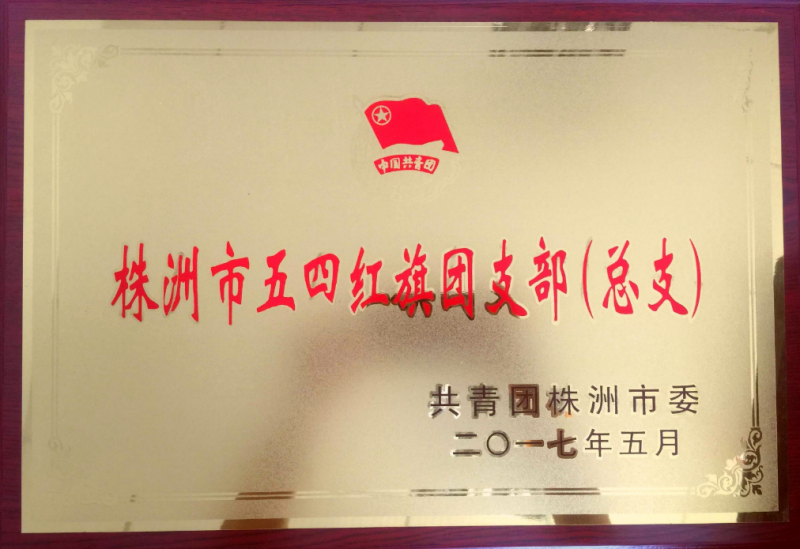 中国共青团
株洲市五四红旗团支部(总支)
共青团株洲市委
二〇一七年五月